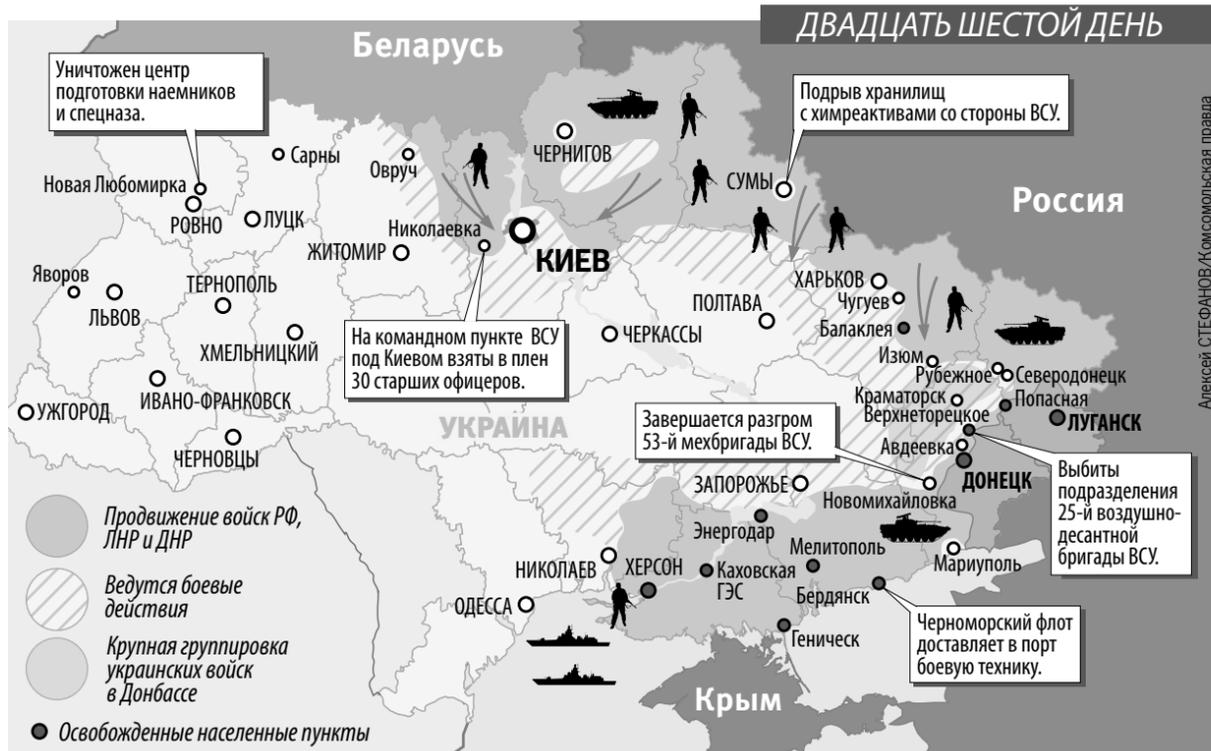 ДВАДЦАТЬ ШЕСТОЙ ДЕНЬ
Беларусь
Уничтожен центр
подготовки наемников
и спецназа.
Подрыв хранилищ
с химреактивами со стороны ВСУ.
Алексей СТЕФАНОВ/Комсомольская правда
ЧЕРНИГОВ
Сарны
Овруч
Новая Любомирка
РОВНО
ЛУЦК
СУМЫ
Россия
Николаевка
ЖИТОМИР
КИЕВ
Яворов
ЛЬВОВ
ТЕРНОПОЛЬ
ХАРЬКОВ
Чугуев
ПОЛТАВА
Балаклея
На командном пункте ВСУ
под Киевом взяты в плен
30 старших офицеров.
ЧЕРКАССЫ
ХМЕЛЬНИЦКИЙ
Изюм
Рубежное
Северодонецк
Краматорск
Попасная
Верхнеторецкое
ЛУГАНСК
ИВАНО-ФРАНКОВСК
УЖГОРОД
УКРАИНА
Завершается разгром
53-й мехбригады ВСУ.
Авдеевка
ЧЕРНОВЦЫ
ДОНЕЦК
Выбиты
подразделения
25-й воздушно-
десантной
бригады ВСУ.
ЗАПОРОЖЬЕ
Новомихайловка
Энергодар
Мелитополь
Мариуполь
НИКОЛАЕВ
ХЕРСОН
Каховская
ГЭС
Бердянск
ОДЕССА
Геническ
Черноморский флот
доставляет в порт
боевую технику.
Крым
Продвижение войск РФ,
ЛНР и ДНР
Ведутся боевые
действия
Крупная группировка
украинских войск
в Донбассе
Освобожденные населенные пункты